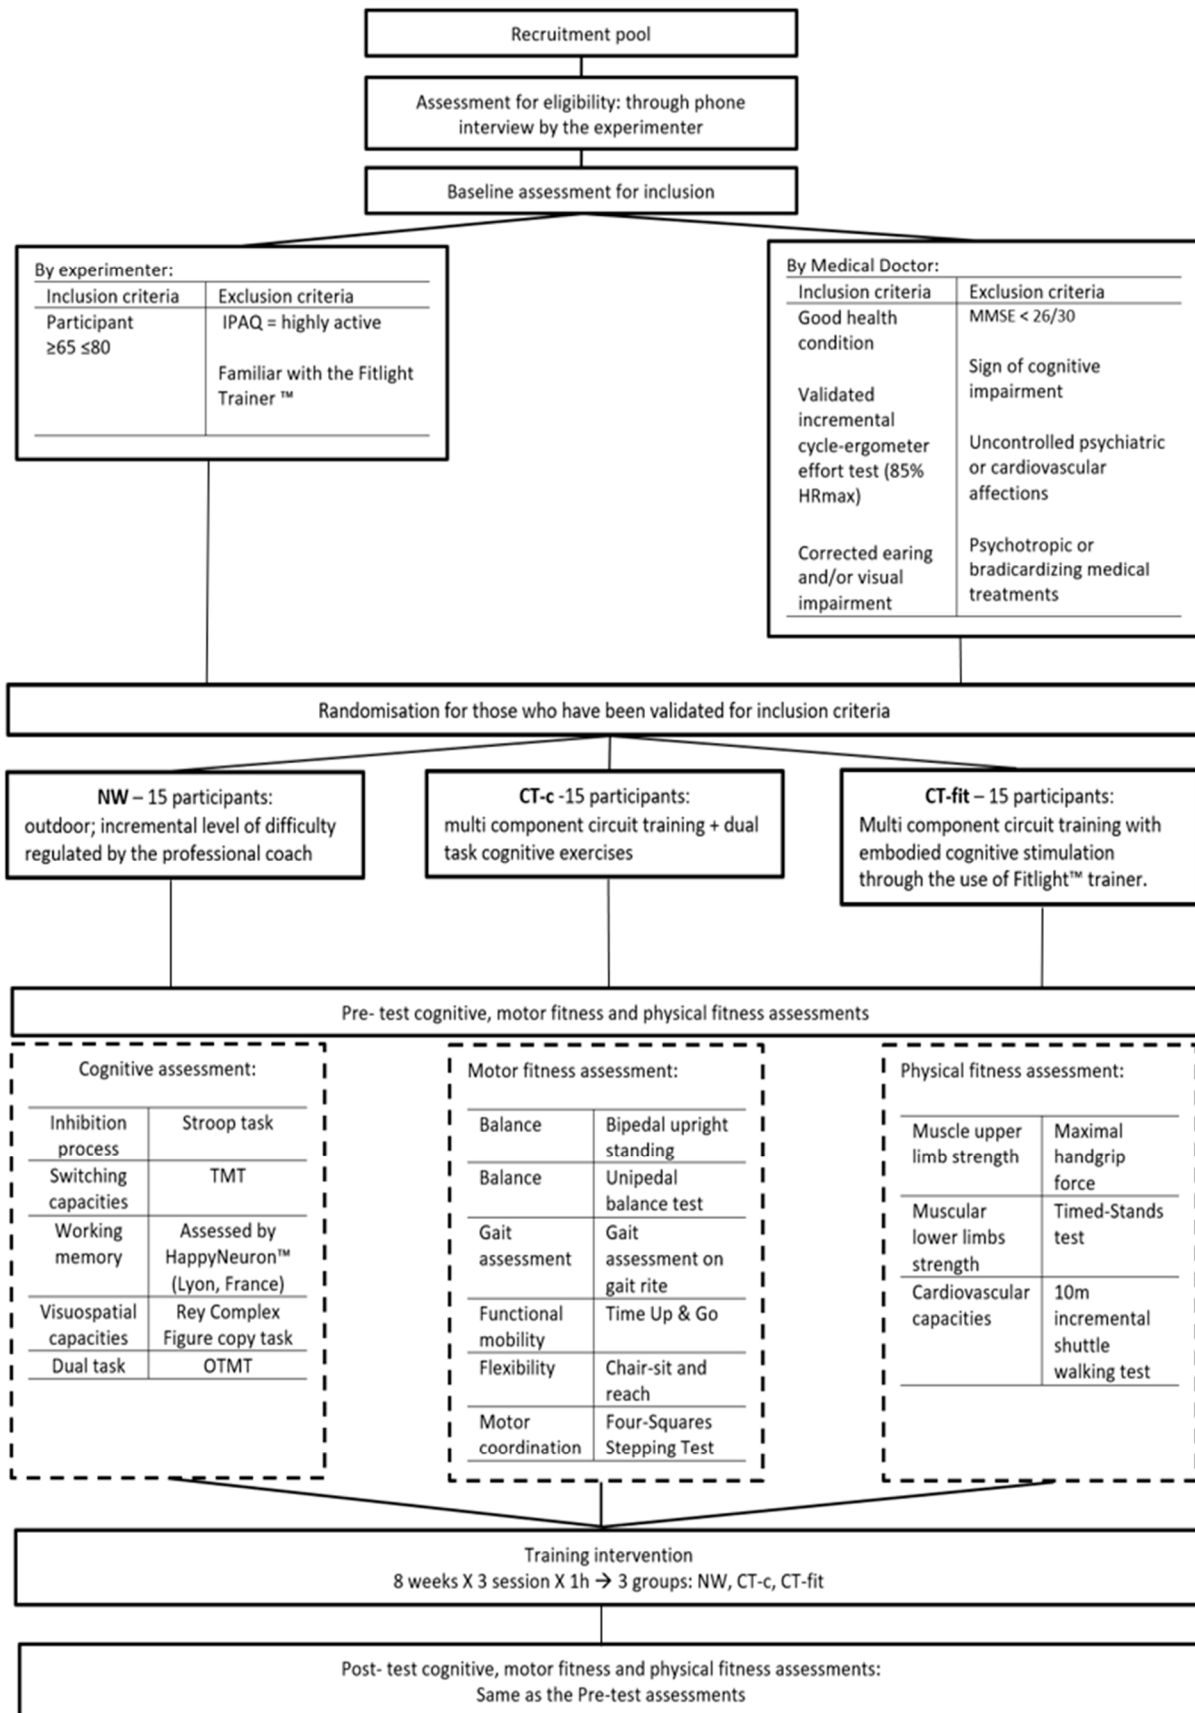 Recruitment pool
Assessment for eligibility: through phone
interview by the experimenter
Baseline assessment for inclusion
By experimenter:
Inclusion criteria
Exclusion criteria
Participant
≥65 ≤80
IPAQ = highly active
Familiar with the Fitlight
Trainer ™
By Medical Doctor:
Inclusion criteria
Exclusion criteria
Good health
condition
Validated
incremental
cycle-ergometer
effort test (85%
HRmax)
Corrected earing
and/or visual
impairment
MMSE < 26/30
Sign of cognitive
impairment
Uncontrolled psychiatric
or cardiovascular
affections
Psychotropic or
bradicardizing medical
treatments
Randomisation for those who have been validated for inclusion criteria
NW – 15 participants:
outdoor; incremental level of difficulty
regulated by the professional coach
CT-c -15 participants:
multi component circuit training + dual
task cognitive exercises
CT-fit – 15 participants:
Multi component circuit training with
embodied cognitive stimulation
through the use of Fitlight™ trainer.
Pre- test cognitive, motor fitness and physical fitness assessments
Cognitive assessment:
Inhibition
process
Stroop task
Switching
capacities
TMT
Working
memory
Assessed by
HappyNeuron™
(Lyon, France)
Visuospatial
capacities
Rey Complex
Figure copy task
Dual task
OTMT
Motor fitness assessment:
Balance
Bipedal upright
standing
Balance
Unipedal
balance test
Gait
assessment
Gait
assessment on
gait rite
Functional
mobility
Time Up & Go
Flexibility
Chair-sit and
reach
Motor
coordination
Four-Squares
Stepping Test
Physical fitness assessment:
Muscle upper
limb strength
Maximal
handgrip
force
Muscular
lower limbs
strength
Timed-Stands
test
Cardiovascular
capacities
10m
incremental
shuttle
walking test
Training intervention
8 weeks X 3 session X 1h → 3 groups: NW, CT-c, CT-fit
Post- test cognitive, motor fitness and physical fitness assessments:
Same as the Pre-test assessments